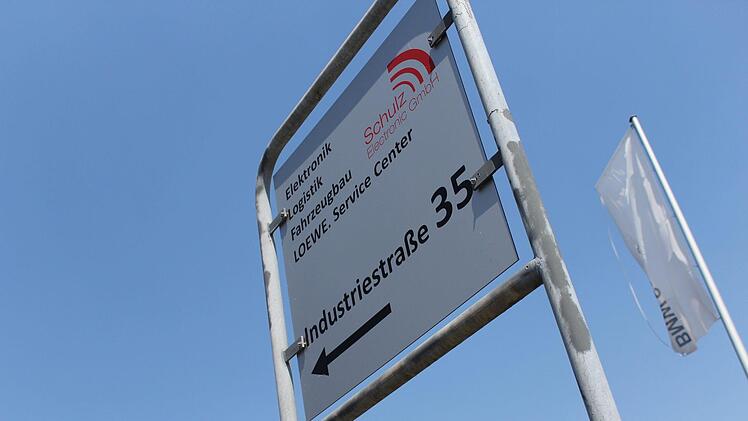 Schulz
Electronic GmbH
Elektronik
Logistik
Fahrzeugbau
LOEWE. Service Center
Industriestraße 35
BMW